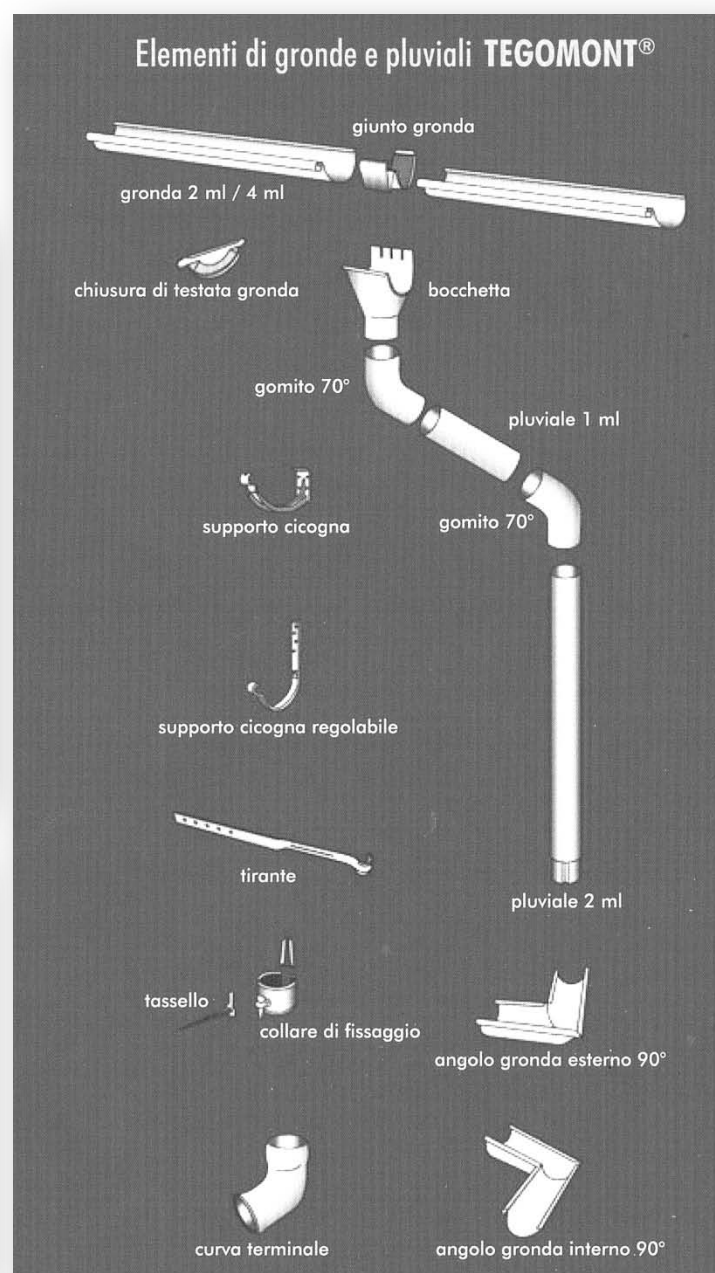 Elementi di gronde e pluviali TEGOMONT®
giunto gronda
gronda 2 ml / 4 ml
chiusura di testata gronda
bocchetta
gomito 70°
pluviale 1 ml
supporto cicogna
gomito 70°
supporto cicogna regolabile
tirante
pluviale 2 ml
tassello
collare di fissaggio
angolo gronda esterno 90°
curva terminale
angolo gronda interno 90°